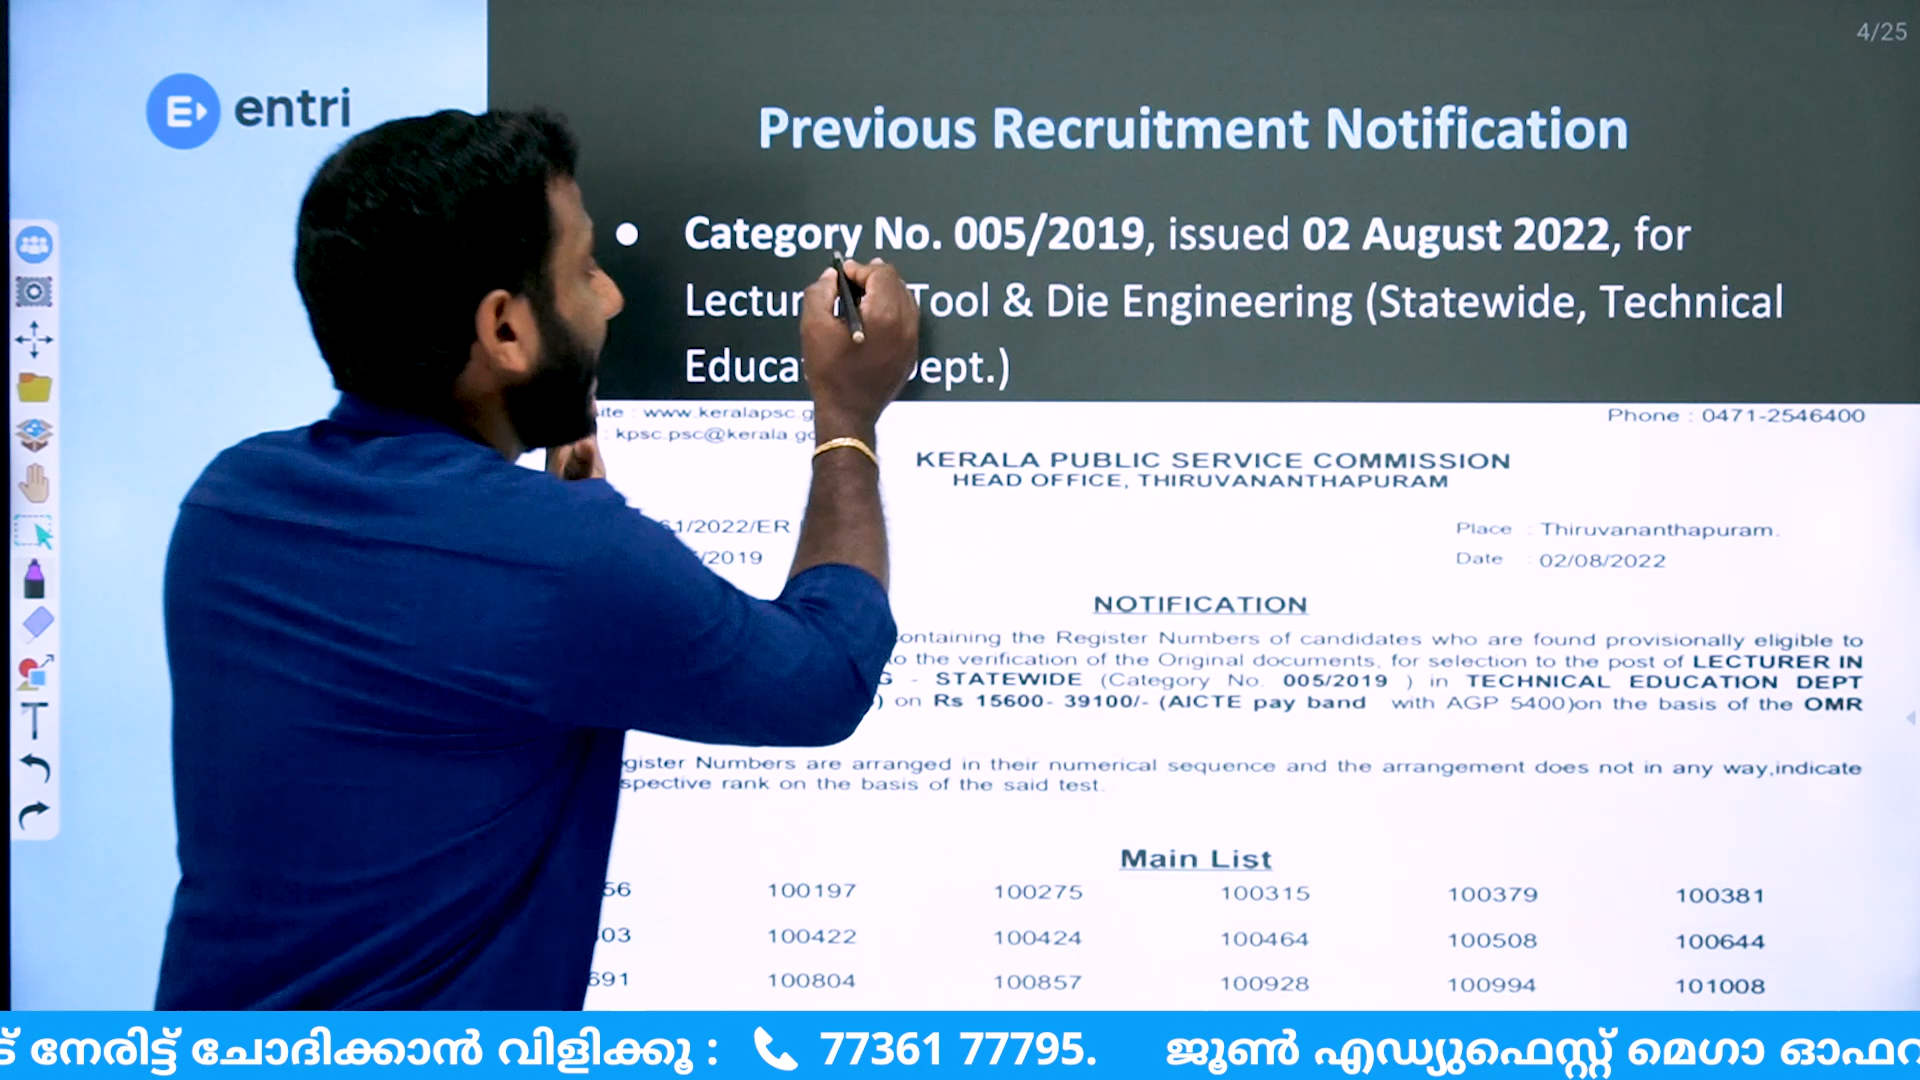 4/25
entri
Previous Recruitment Notification
● Category No. 005/2019, issued 02 August 2022, for
Tool & Die Engineering (Statewide, Technical
www.keralapsc.g
Phone : 0471-2546400
kpsc.psc@kerala
KERALA PUBLIC SERVICE COMMISSION
HEAD OFFICE, THIRUVANANTHAPURAM
/2022/ER
Place : Thiruvananthapuram.
/2019
Date : 02/08/2022
NOTIFICATION
containing the Register Numbers of candidates who are found provisionally eligible to
the verification of the Original documents, for selection to the post of LECTURER IN
G - STATEWIDE (Category No. 005/2019 ) in TECHNICAL EDUCATION DEPT
) on Rs 15600- 39100/- (AICTE pay band with AGP 5400)on the basis of the OMR
gister Numbers are arranged in their numerical sequence and the arrangement does not in any way,indicate
spective rank on the basis of the said test.
Main List
56 100197 100275 100315 100379 100381
03 100422 100424 100464 100508 100644
691 100804 100857 100928 100994 101008
നേരിട്ട് ചോദിക്കാൻ വിളിക്കൂ : 77361 77795. ജൂൺ എഡ്യുഫെസ്റ്റ് മെഗാ ഓഫ